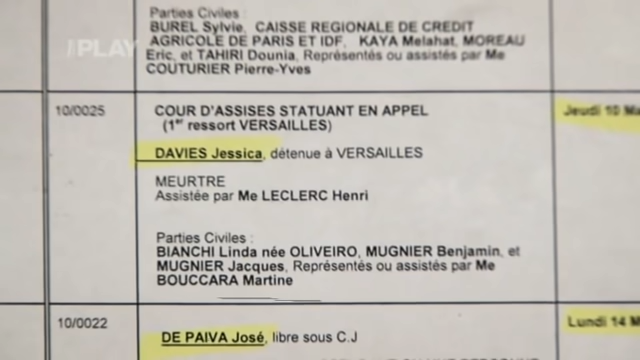 PLAY
Parties Civiles :
BUREL Sylvie, CAISSE REGIONALE DE CREDIT
AGRICOLE DE PARIS ET IDF, KAYA Melahat, MOREAU
Eric, et TAHIRI Dounia, Représentés ou assistés par Me
COUTURIER Pierre-Yves
10/0025
COUR D'ASSISES STATUANT EN APPEL
Jeudi 10
(1er ressort VERSAILLES)
DAVIES Jessica, détenue à VERSAILLES
MEURTRE
Assistée par Me LECLERC Henri
Parties Civiles :
BIANCHI Linda née OLIVEIRO, MUGNIER Benjamin, et
MUGNIER Jacques, Représentés ou assistés par Me
BOUCCARA Martine
10/0022
DE PAIVA José, libre sous C.J
Lundi 14